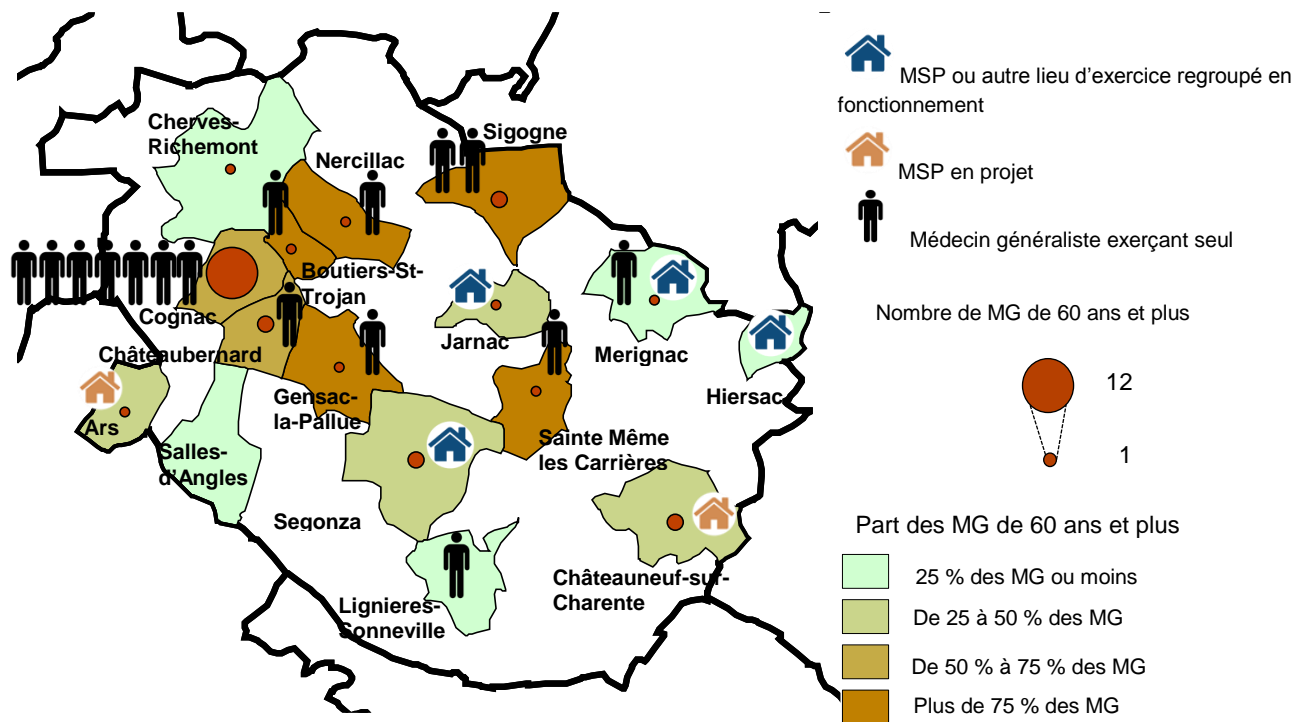 Cherves-
Richemont
Nercillac
Sigogne
Boutiers-St-
Trojan
Cognac
Châteaubernard
Jarnac
Merignac
Hiersac
Ars
Gensac-
la-Pallue
Salles-
d'Angles
Sainte Même
les Carrières
Segonza
Châteauneuf-sur-
Charente
Lignieres-
Sonneville
MSP ou autre lieu d'exercice regroupé en
fonctionnement
MSP en projet
Médecin généraliste exerçant seul
Nombre de MG de 60 ans et plus
12
1
Part des MG de 60 ans et plus
25 % des MG ou moins
De 25 à 50 % des MG
De 50 % à 75 % des MG
Plus de 75 % des MG